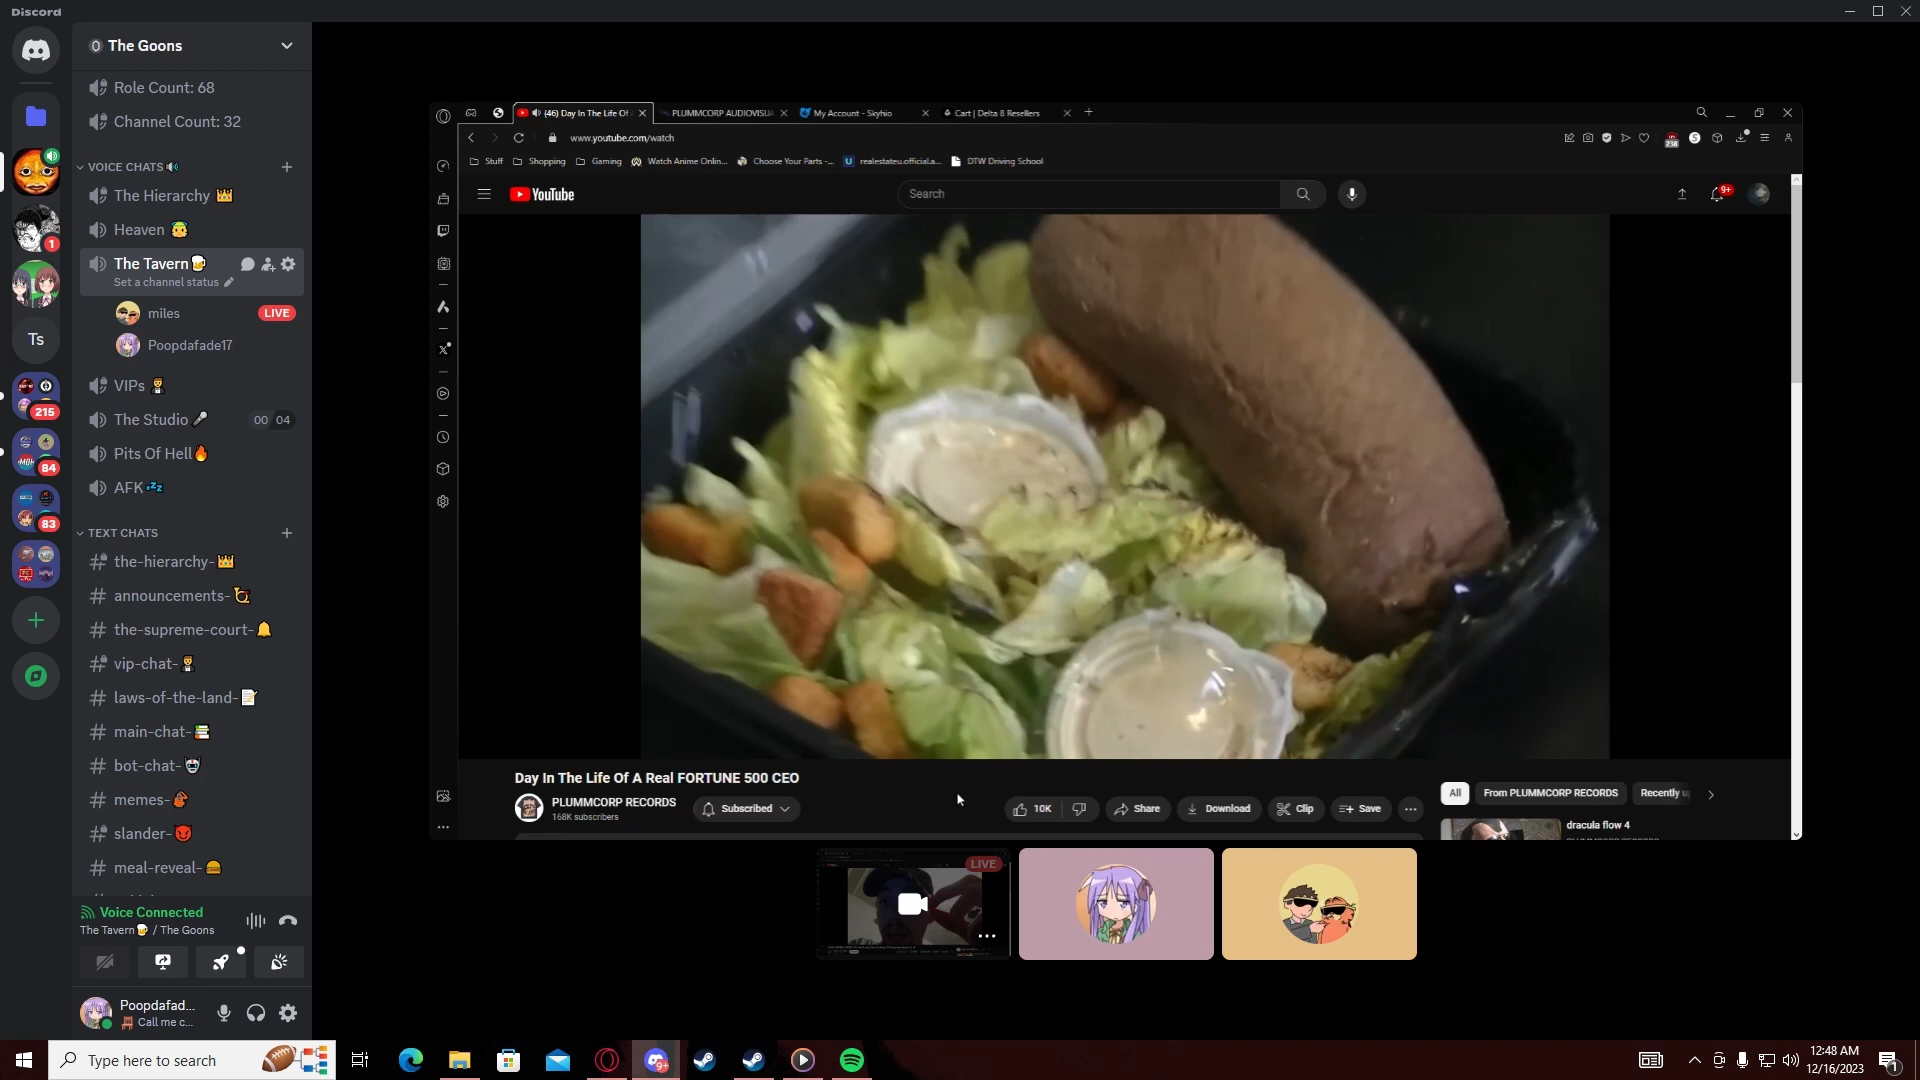 Discord
The Goons
Role Count: 68
Channel Count: 32
VOICE CHATS
The Hierarchy
Heaven
The Tavern
Set a channel status
miles
LIVE
Poopdafade17
VIPs
The Studio
00 04
Pits Of Hell
AFK
TEXT CHATS
the-hierarchy-
announcements-
the-supreme-court-
vip-chat-
laws-of-the-land-
main-chat-
bot-chat-
memes-
slander-
meal-reveal-
Voice Connected
The Tavern / The Goons
Poopdafad...
Call me c...
1
Ts
215
84
83
(46) Day In The Life Of
PLUMMCORP AUDIOVISU
My Account - Skyhio
Cart | Delta 8 Resellers
www.youtube.com/watch
238
Stuff
Shopping
Gaming
Watch Anime Onlin...
Choose Your Parts -...
realestateu.official.a...
DTW Driving School
YouTube
Search
9+
Day In The Life Of A Real FORTUNE 500 CEO
PLUMMCORP RECORDS
168K subscribers
Subscribed
10K
Share
Download
Clip
Save
All
From PLUMMCORP RECORDS
Recently u
dracula flow 4
PLUMMCORP RECORDS
LIVE
Type here to search
9+
12:48 AM
12/16/2023
1